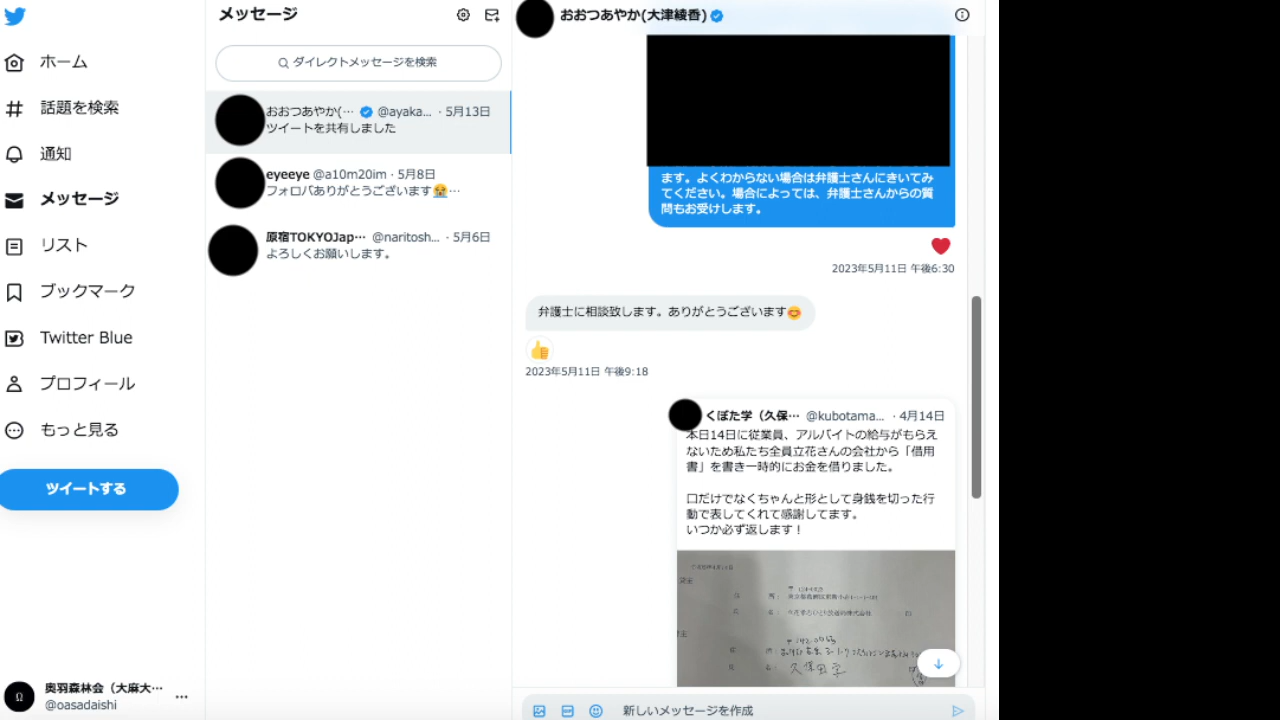 ホーム
話題を検索
通知
メッセージ
リスト
ブックマーク
Twitter Blue
プロフィール
もっと見る
ツイートする
奥羽森林会（大麻大…
@oasadaishi
メッセージ
ダイレクトメッセージを検索
おおつあやか(… @ayaka… · 5月13日
ツイートを共有しました
eyeeye @a10m20im · 5月8日
フォロバありがとうございます😭…
原宿TOKYOJap… @naritosh… · 5月6日
よろしくお願いします。
おおつあやか(大津綾香)
ます。よくわからない場合は弁護士さんにきいてみ
てください。場合によっては、弁護士さんからの質
問もお受けします。
2023年5月11日 午後6:30
弁護士に相談致します。ありがとうございます😊
2023年5月11日 午後9:18
くぼた学（久保… @kubotama… · 4月14日
本日14日に従業員、アルバイトの給与がもらえ
ないため私たち全員立花さんの会社から「借用
書」を書き一時的にお金を借りました。
口だけでなくちゃんと形として身銭を切った行
動で表してくれて感謝してます。
いつか必ず返します！
久保田学
新しいメッセージを作成